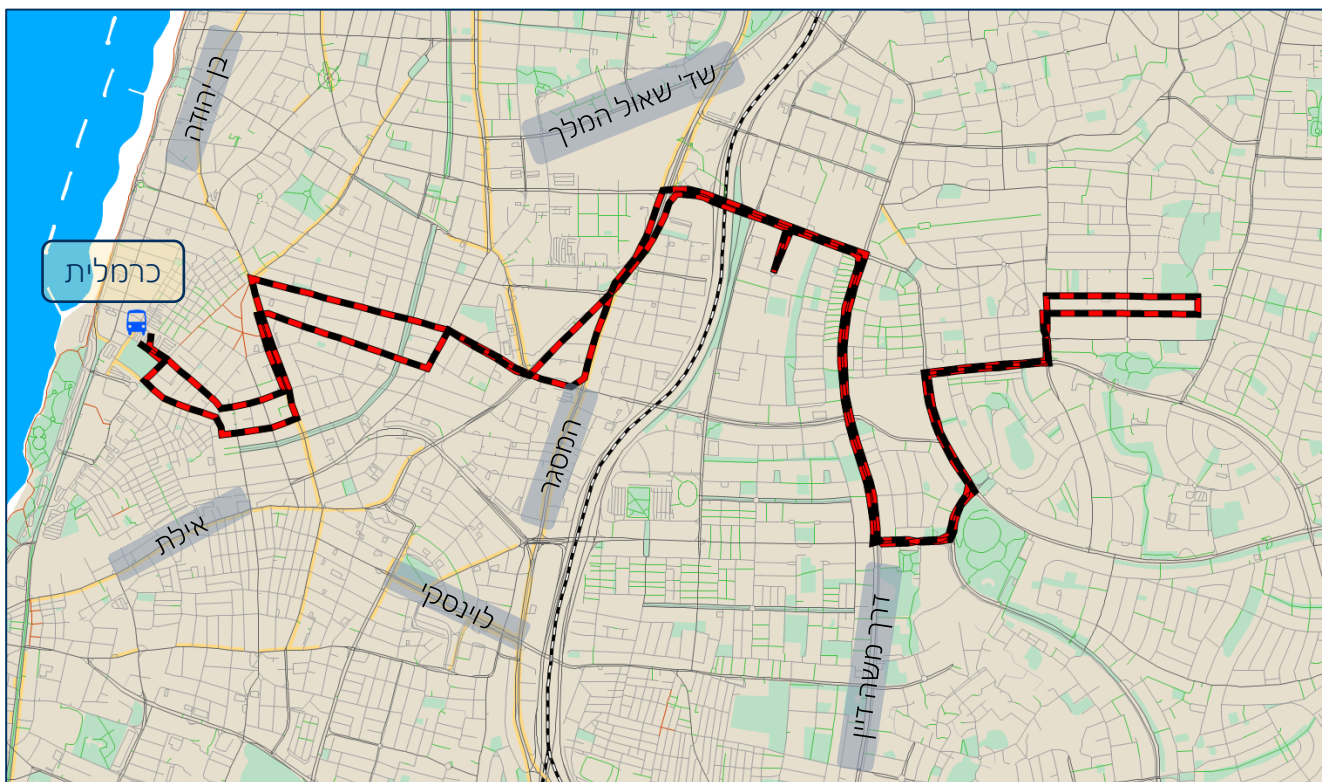 בן יהודה
שד' שאול המלך
כרמלית
המסגר
אילת
לוינסקי
דרך משה דיין